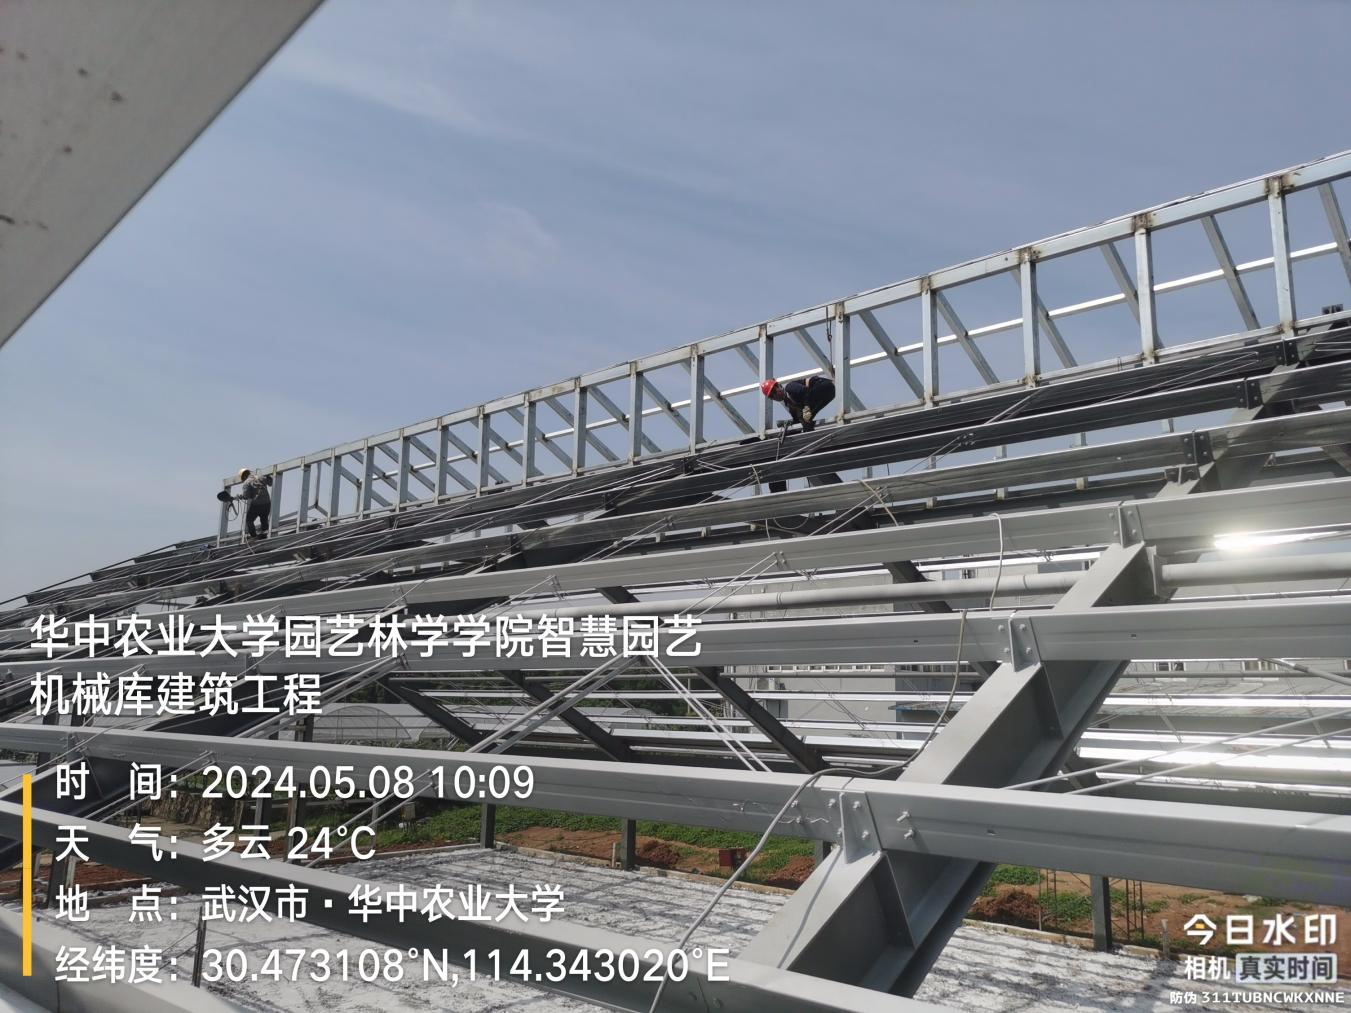 华中农业大学园艺林学学院智慧园艺
机械库建筑工程
时 间：2024.05.08 10:09
天 气：多云 24°C
地 点：武汉市·华中农业大学
经纬度：30.473108°N,114.343020°E
今日水印
相机 真实时间
防伪 311TUBNCWKXNNE